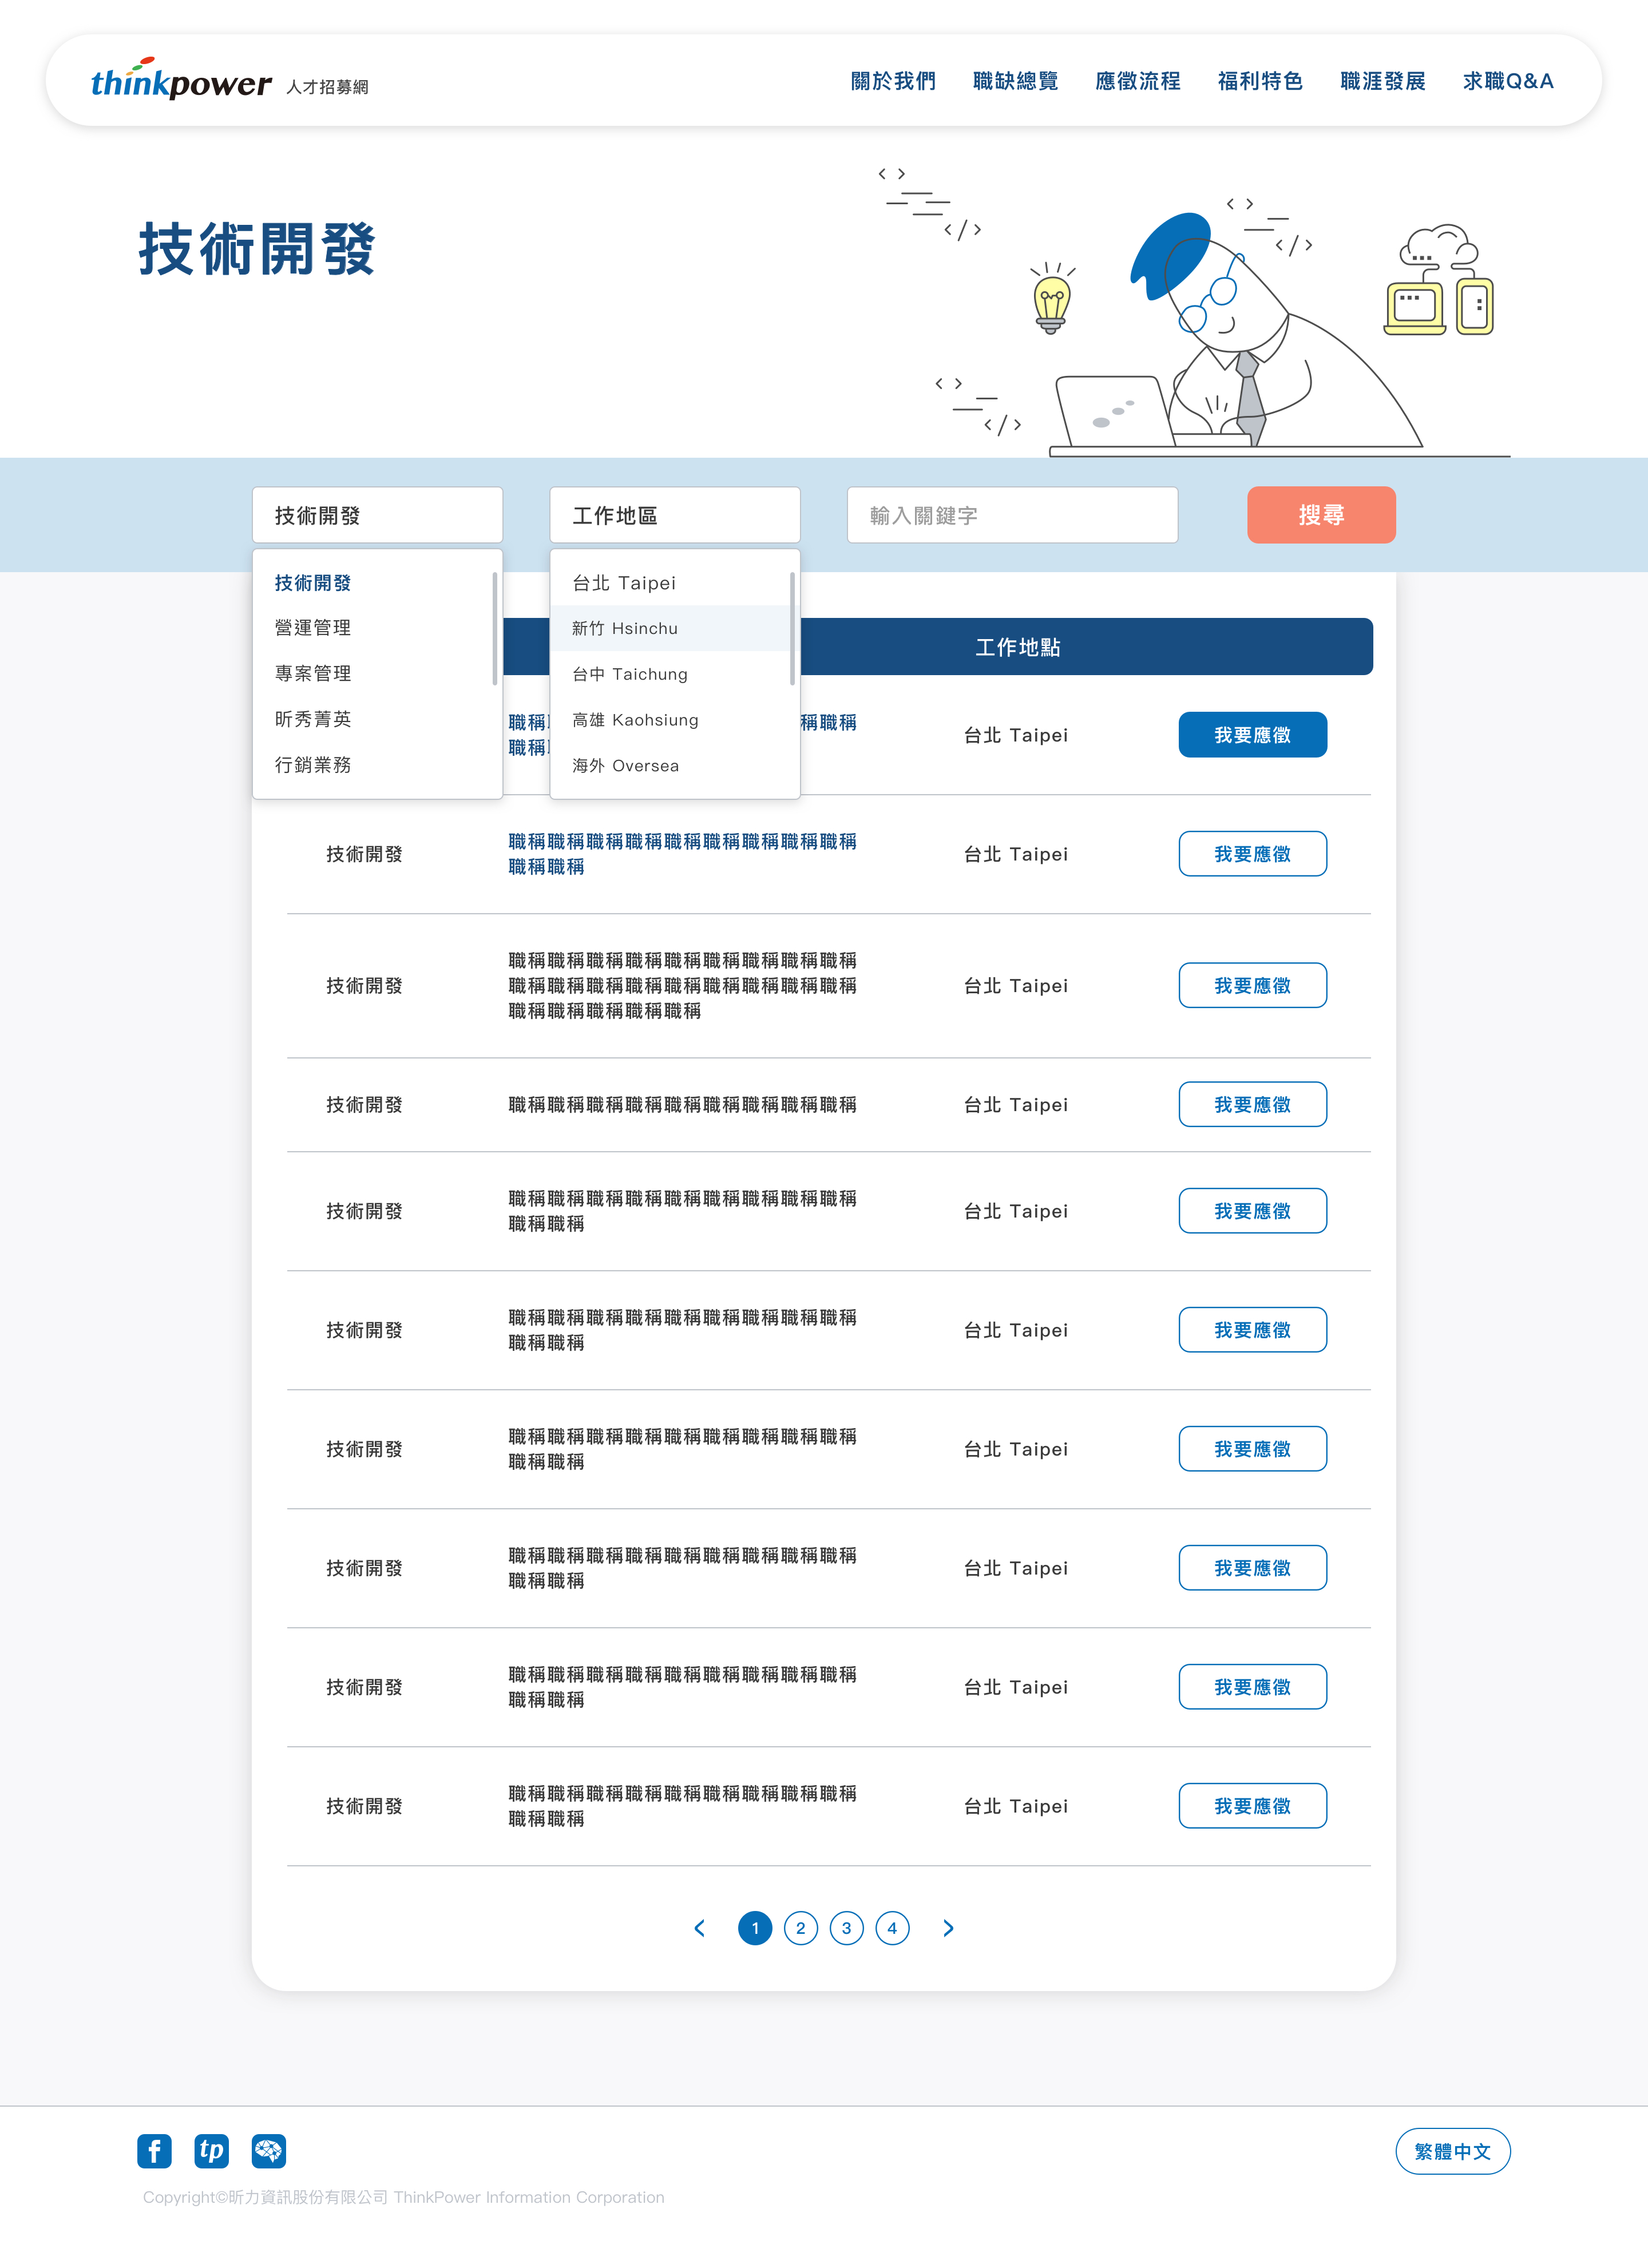 thinkpower 人才招募網
關於我們 職缺總覽 應徵流程 福利特色 職涯發展 求職Q&A
技術開發
< >
</>
< >
</>
< >
</>
技術開發 工作地區 輸入關鍵字 搜尋
技術開發
營運管理
專案管理
昕秀菁英
行銷業務
台北 Taipei
新竹 Hsinchu
台中 Taichung
高雄 Kaohsiung
海外 Oversea
工作地點
職稱 稱職稱
職稱
台北 Taipei 我要應徵
技術開發
職稱職稱職稱職稱職稱職稱職稱職稱職稱
職稱職稱
台北 Taipei 我要應徵
技術開發
職稱職稱職稱職稱職稱職稱職稱職稱職稱
職稱職稱職稱職稱職稱職稱職稱職稱職稱
職稱職稱職稱職稱職稱
台北 Taipei 我要應徵
技術開發 職稱職稱職稱職稱職稱職稱職稱職稱職稱 台北 Taipei 我要應徵
技術開發
職稱職稱職稱職稱職稱職稱職稱職稱職稱
職稱職稱
台北 Taipei 我要應徵
技術開發
職稱職稱職稱職稱職稱職稱職稱職稱職稱
職稱職稱
台北 Taipei 我要應徵
技術開發
職稱職稱職稱職稱職稱職稱職稱職稱職稱
職稱職稱
台北 Taipei 我要應徵
技術開發
職稱職稱職稱職稱職稱職稱職稱職稱職稱
職稱職稱
台北 Taipei 我要應徵
技術開發
職稱職稱職稱職稱職稱職稱職稱職稱職稱
職稱職稱
台北 Taipei 我要應徵
技術開發
職稱職稱職稱職稱職稱職稱職稱職稱職稱
職稱職稱
台北 Taipei 我要應徵
< 1 2 3 4 >
f tp
繁體中文
Copyright©昕力資訊股份有限公司 ThinkPower Information Corporation